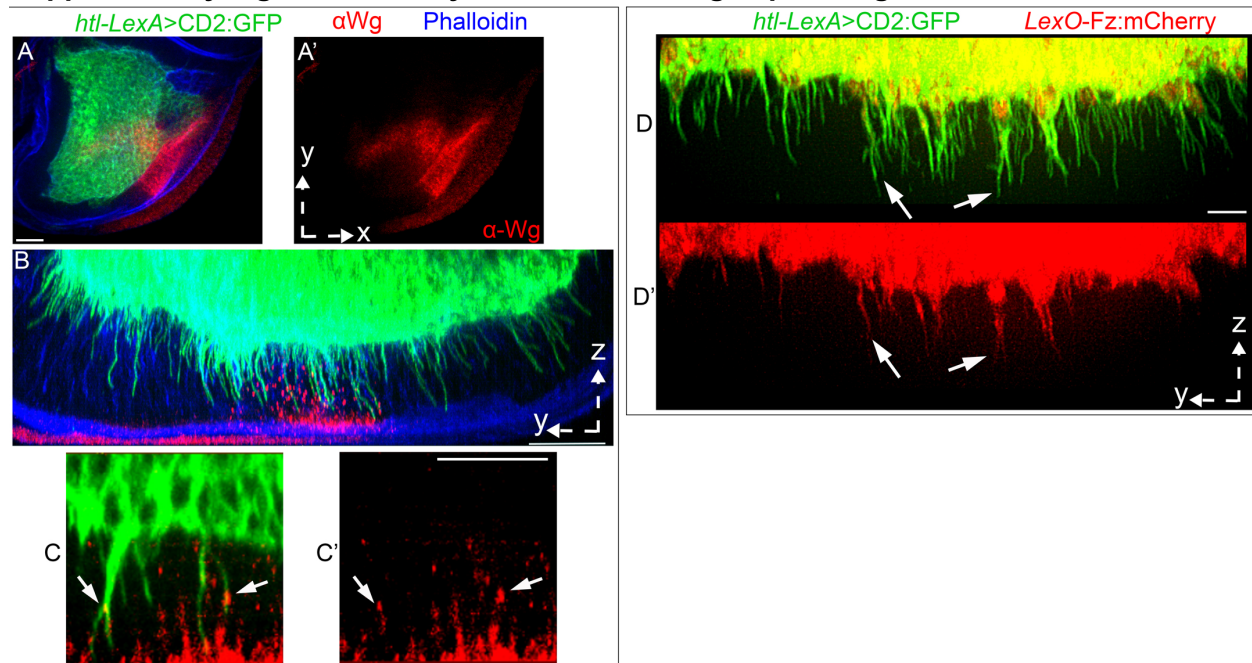 htl-LexA>CD2:GFP αWg Phalloidin
A
A'
y
x
α-Wg
B
z
y
C
C'
htl-LexA>CD2:GFP LexO-Fz:mCherry
D
D'
z
y